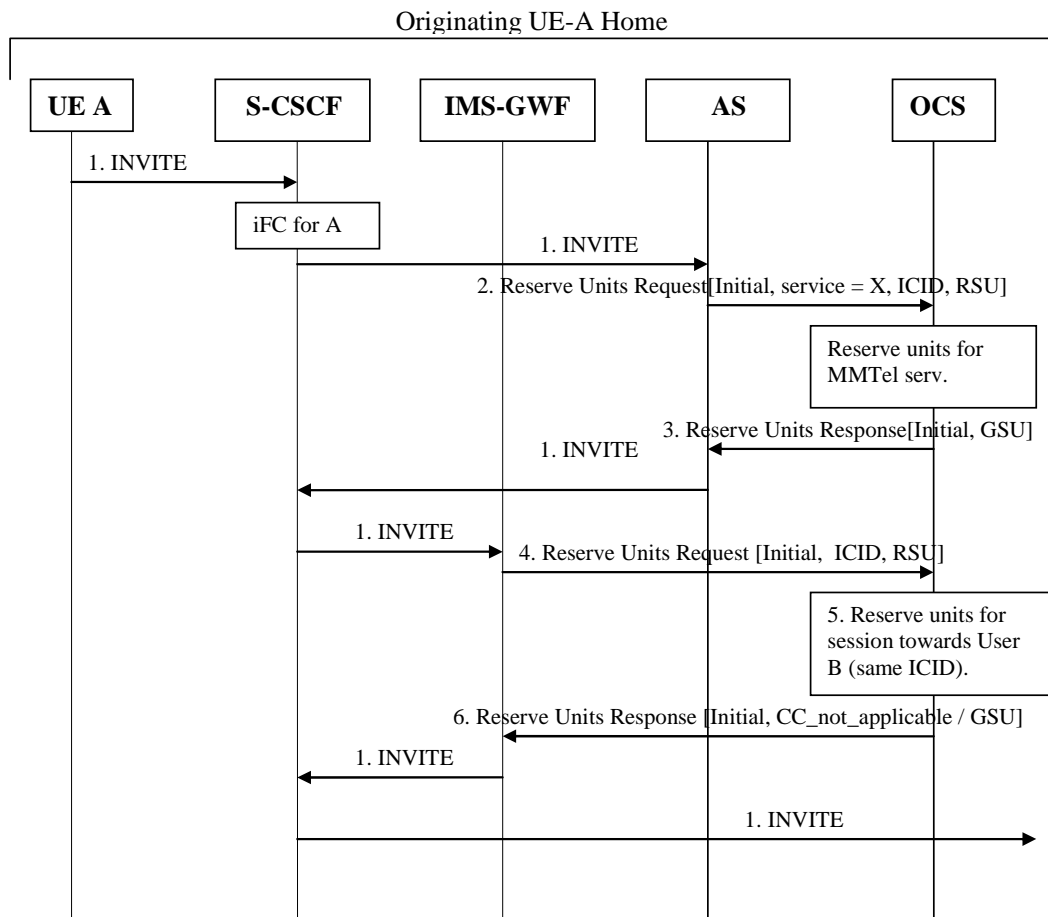 Originating UE-A Home
UE A
S-CSCF
IMS-GWF
AS
OCS
1. INVITE
iFC for A
1. INVITE
2. Reserve Units Request[Initial, service = X, ICID, RSU]
Reserve units for
MMTel serv.
3. Reserve Units Response[Initial, GSU]
1. INVITE
1. INVITE
4. Reserve Units Request [Initial,  ICID, RSU]
5. Reserve units for
session towards User
B (same ICID).
6. Reserve Units Response [Initial, CC_not_applicable / GSU]
1. INVITE
1. INVITE